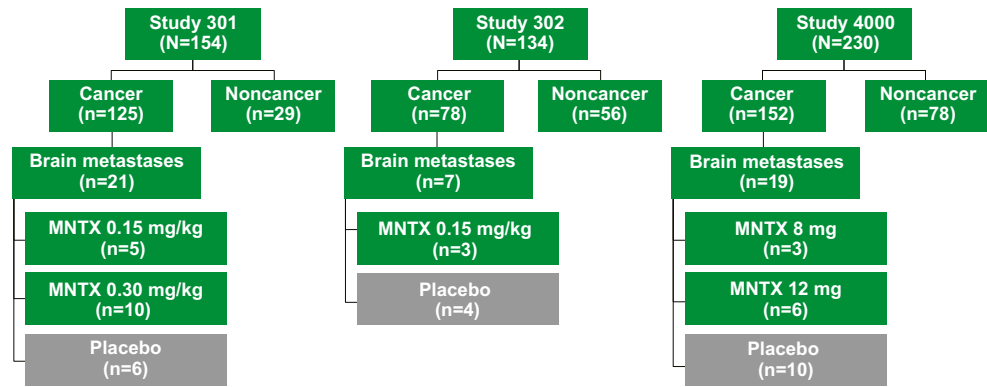 Study 301
(N=154)
Cancer
(n=125)
Noncancer
(n=29)
Brain metastases
(n=21)
MNTX 0.15 mg/kg
(n=5)
MNTX 0.30 mg/kg
(n=10)
Placebo
(n=6)
Study 302
(N=134)
Cancer
(n=78)
Noncancer
(n=56)
Brain metastases
(n=7)
MNTX 0.15 mg/kg
(n=3)
Placebo
(n=4)
Study 4000
(N=230)
Cancer
(n=152)
Noncancer
(n=78)
Brain metastases
(n=19)
MNTX 8 mg
(n=3)
MNTX 12 mg
(n=6)
Placebo
(n=10)